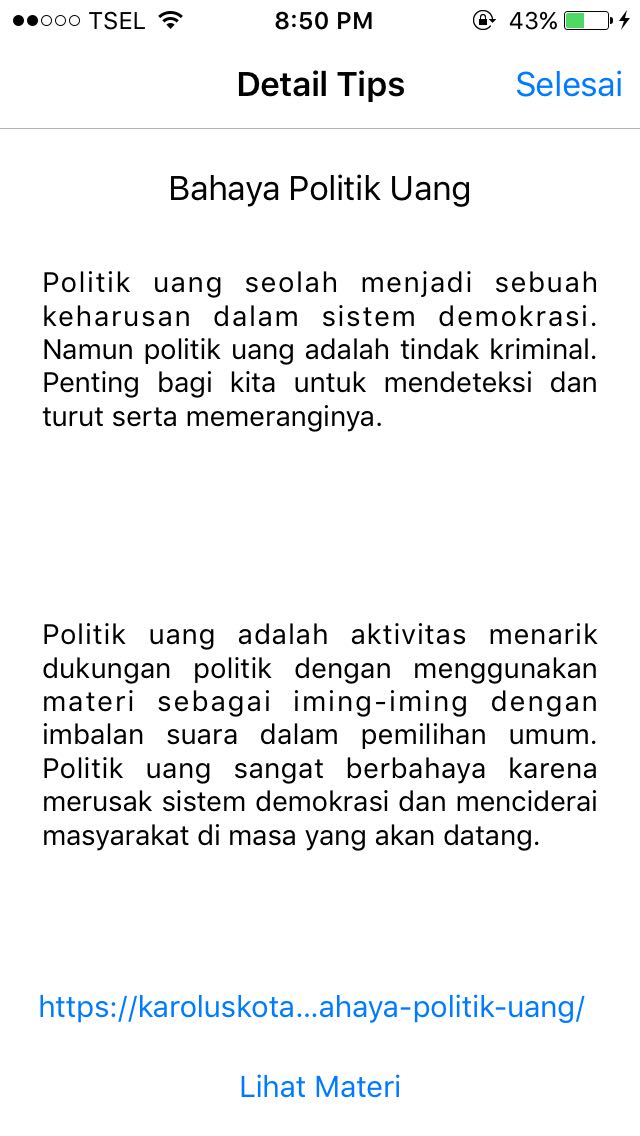 TSEL 8:50 PM 43%
Detail Tips Selesai
Bahaya Politik Uang
Politik uang seolah menjadi sebuah
keharusan dalam sistem demokrasi.
Namun politik uang adalah tindak kriminal.
Penting bagi kita untuk mendeteksi dan
turut serta memeranginya.
Politik uang adalah aktivitas menarik
dukungan politik dengan menggunakan
materi sebagai iming-iming dengan
imbalan suara dalam pemilihan umum.
Politik uang sangat berbahaya karena
merusak sistem demokrasi dan menciderai
masyarakat di masa yang akan datang.
https://karoluskota...ahaya-politik-uang/
Lihat Materi